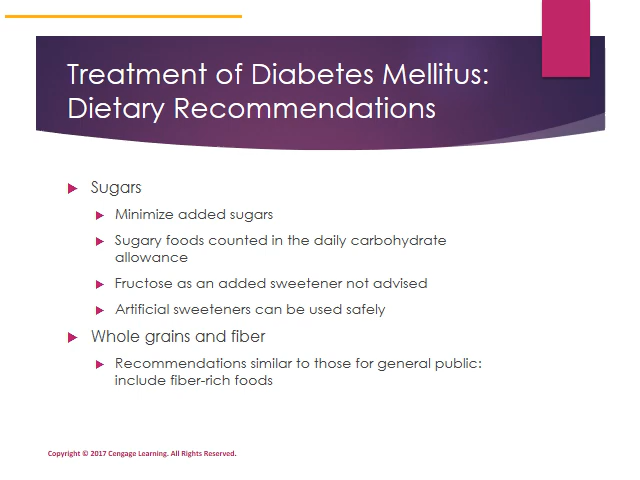 Treatment of Diabetes Mellitus:
Dietary Recommendations
Sugars
Minimize added sugars
Sugary foods counted in the daily carbohydrate
allowance
Fructose as an added sweetener not advised
Artificial sweeteners can be used safely
Whole grains and fiber
Recommendations similar to those for general public:
include fiber-rich foods
Copyright © 2017 Cengage Learning. All Rights Reserved.